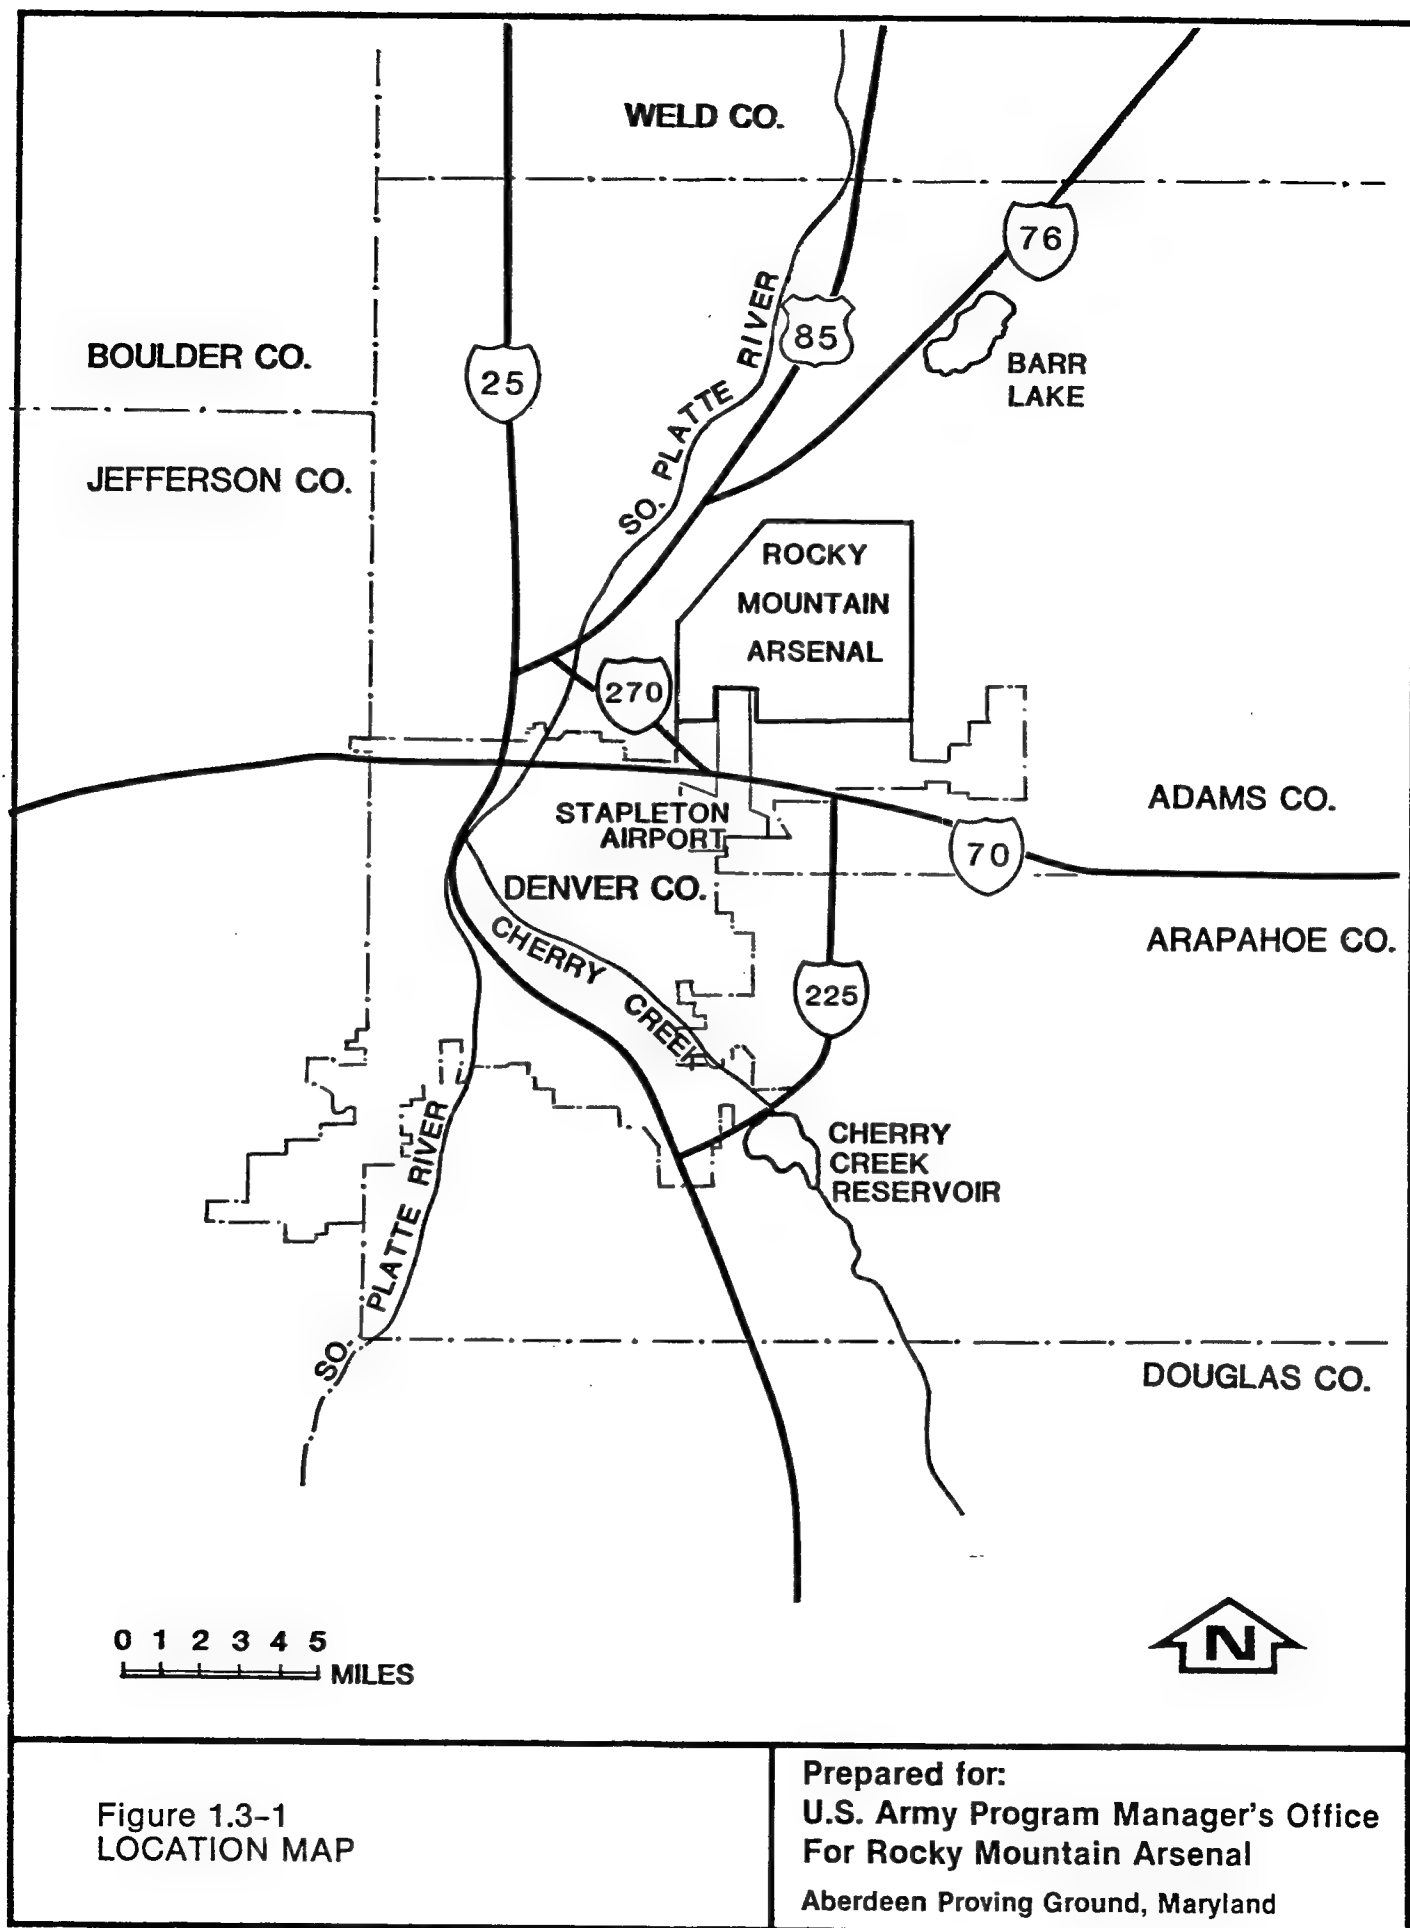 WELD CO.
76
SO. PLATTE RIVER
85
BOULDER CO.
25
BARR
LAKE
JEFFERSON CO.
ROCKY
MOUNTAIN
ARSENAL
270
ADAMS CO.
STAPLETON
AIRPORT
70
DENVER CO.
CHERRY CREEK
ARAPAHOE CO.
225
CHERRY
CREEK
RESERVOIR
SO. PLATTE RIVER
DOUGLAS CO.
0 1 2 3 4 5
MILES
N
Figure 1.3-1
LOCATION MAP
Prepared for:
U.S. Army Program Manager's Office
For Rocky Mountain Arsenal
Aberdeen Proving Ground, Maryland